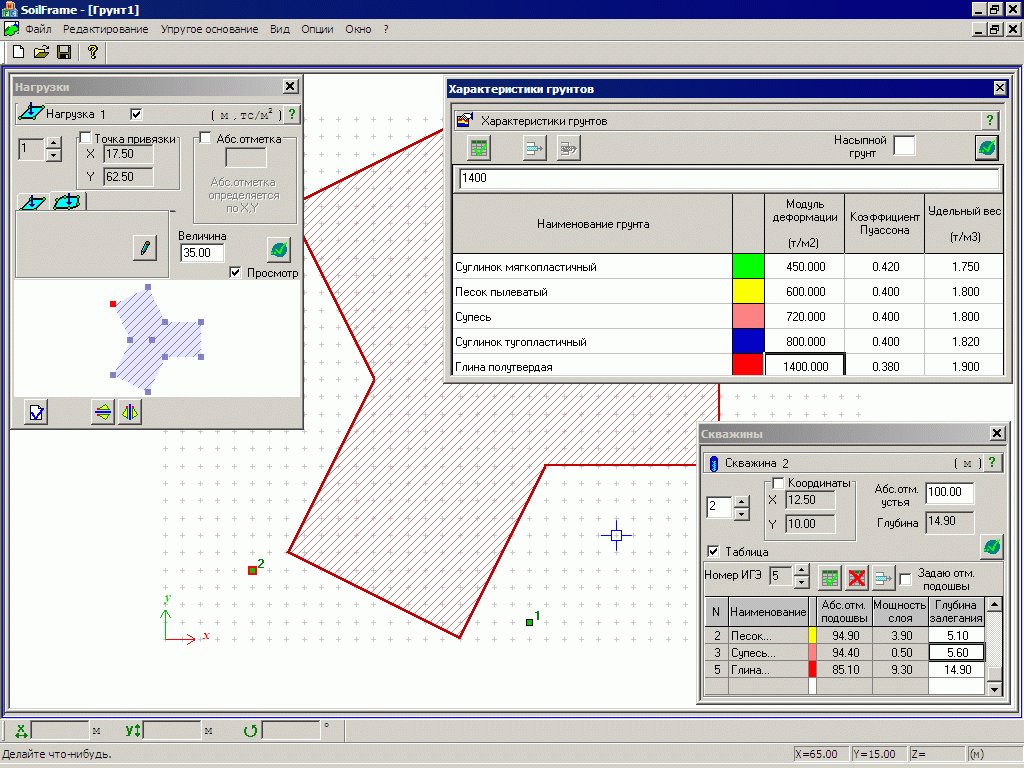 SoilFrame - [Грунт1]
Файл Редактирование Упругое основание Вид Опции Окно ?
Нагрузки
Нагрузка 1 ( м , тс/м² ) ?
1
Точка привязки
X 17.50
Y 62.50
Абс.отметка
Абс.отметка
определяется
по X,Y
Величина
35.00
Просмотр
Характеристики грунтов
Характеристики грунтов ?
Насыпной
грунт
1400
Наименование грунта
Модуль
деформации
(т/м2)
Коэффициент
Пуассона
Удельный вес
(т/м3)
Суглинок мягкопластичный 450.000 0.420 1.750
Песок пылеватый 600.000 0.400 1.800
Супесь 720.000 0.400 1.800
Суглинок тугопластичный 800.000 0.400 1.820
Глина полутвердая 1400.000 0.380 1.900
Скважины
Скважина 2 ( м ) ?
2
Координаты
X 12.50
Y 10.00
Абс.отм.
устья
100.00
Глубина 14.90
Таблица
Номер ИГЭ 5
Задаю отм.
подошвы
N Наименование
Абс.отм.
подошвы
Мощность
слоя
Глубина
залегания
2 Песок... 94.90 3.90 5.10
3 Супесь... 94.40 0.50 5.60
5 Глина... 85.10 9.30 14.90
2
1
y
x
X м y м °
Делайте что-нибудь. X=65.00 Y=15.00 Z= (м)